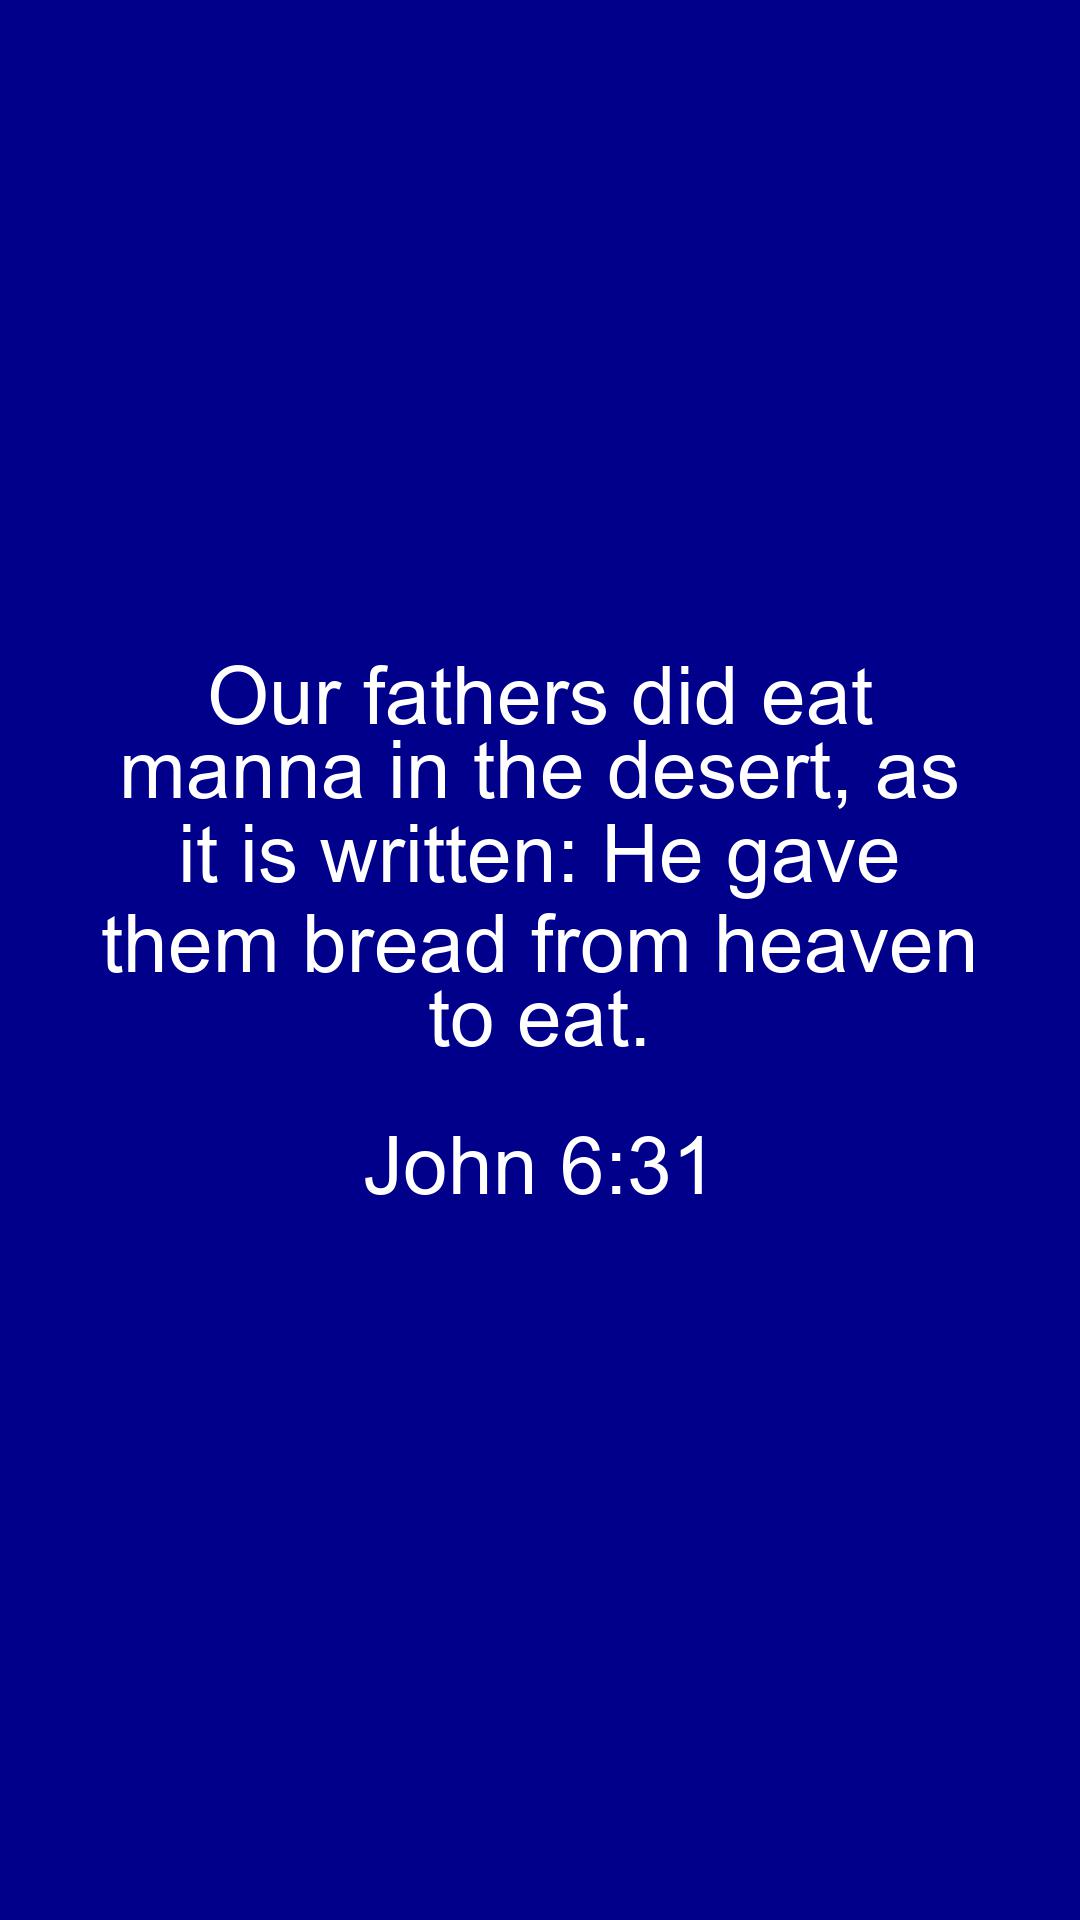 Our fathers did eat
manna in the desert, as
it is written: He gave
them bread from heaven
to eat.
John 6:31